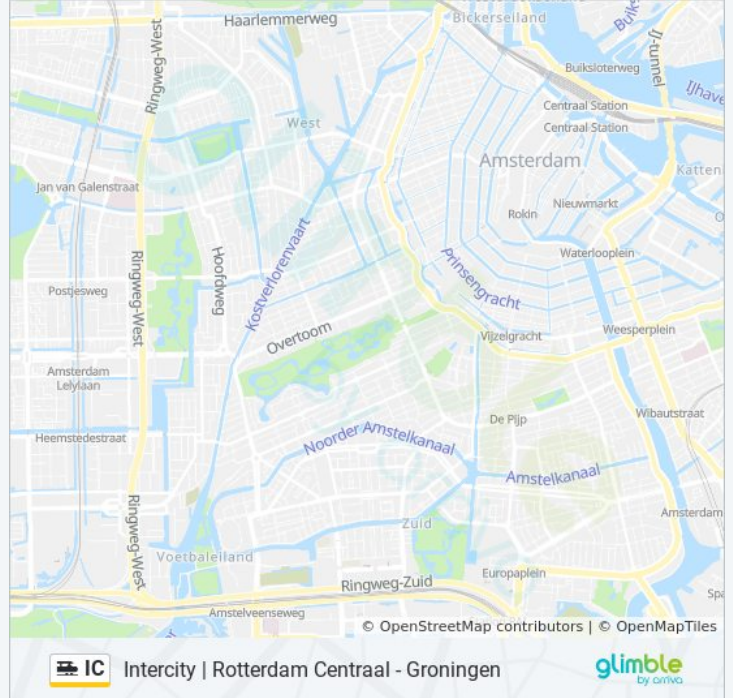 Haarlemmerweg
Bickerseiland
Ringweg-West
IJ-tunnel
Buiksloterweg
IJhave
Centraal Station
Centraal Station
West
Amsterdam
Katten
Jan van Galenstraat
Nieuwmarkt
Rokin
Kostverlorenvaart
Waterlooplein
Hoofdweg
Ringweg-West
Prinsengracht
Postjesweg
Overtoom
Vijzelgracht
Weesperplein
Amsterdam
Lelylaan
Wibautstraat
De Pijp
Heemstedestraat
Noorder Amstelkanaal
Amstelkanaal
Ringweg-West
Amsterdam
Zuid
Voetbaleiland
Europaplein
Ringweg-Zuid
Spa
Amstelveenseweg
© OpenStreetMap contributors | © OpenMapTiles
IC Intercity | Rotterdam Centraal - Groningen
glimble
by arriva